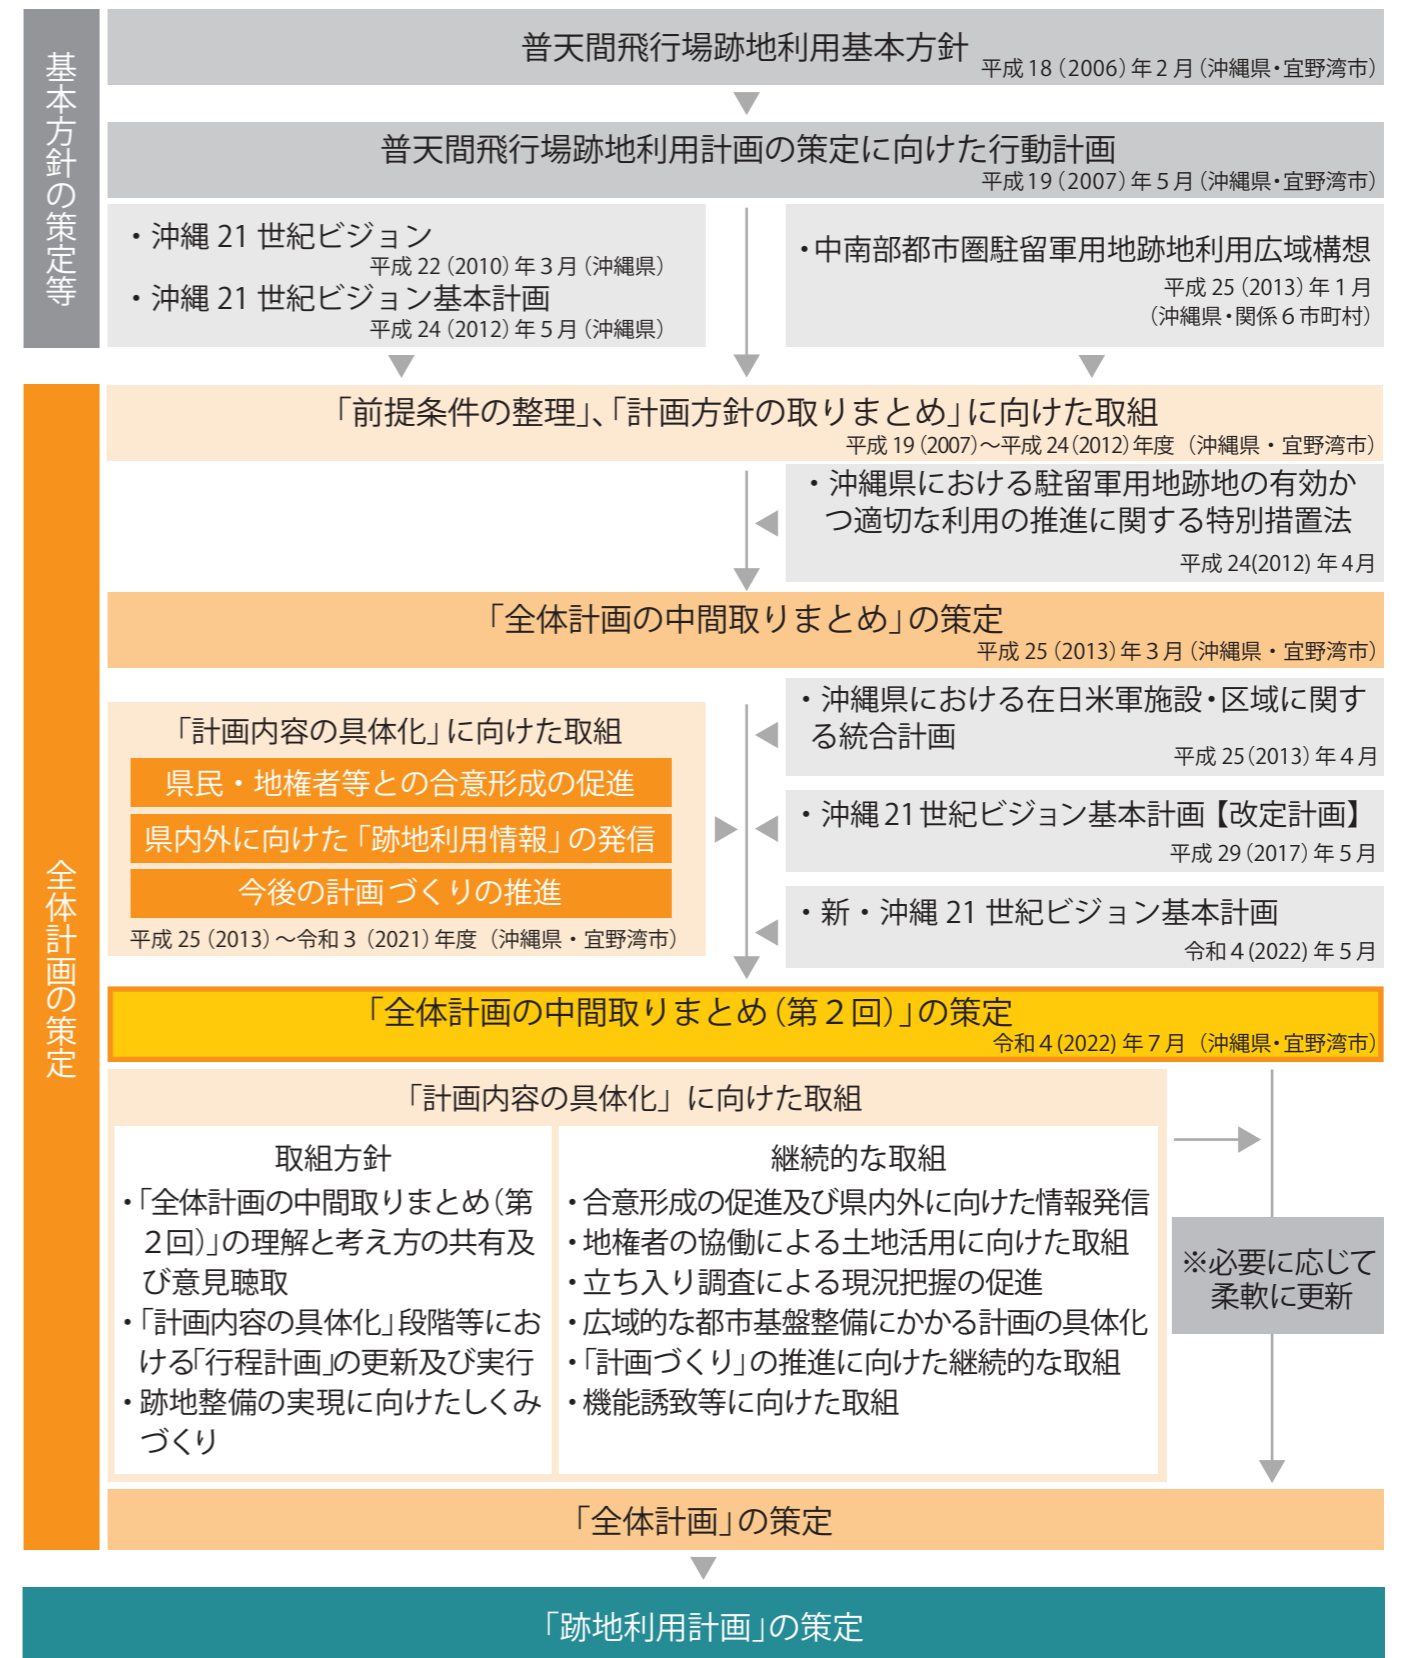 基本方針の策定等
普天間飛行場跡地利用基本方針
平成18（2006）年2月（沖縄県・宜野湾市）
普天間飛行場跡地利用計画の策定に向けた行動計画
平成19（2007）年5月（沖縄県・宜野湾市）
・沖縄21世紀ビジョン
平成22（2010）年3月（沖縄県）
・沖縄21世紀ビジョン基本計画
平成24（2012）年5月（沖縄県）
・中南部都市圏駐留軍用地跡地利用広域構想
平成25（2013）年1月
（沖縄県・関係6市町村）
全体計画の策定
「前提条件の整理」、「計画方針の取りまとめ」に向けた取組
平成19（2007）～平成24（2012）年度（沖縄県・宜野湾市）
・沖縄県における駐留軍用地跡地の有効か
つ適切な利用の推進に関する特別措置法
平成24(2012)年4月
「全体計画の中間取りまとめ」の策定
平成25（2013）年3月（沖縄県・宜野湾市）
「計画内容の具体化」に向けた取組
県民・地権者等との合意形成の促進
県内外に向けた「跡地利用情報」の発信
今後の計画づくりの推進
平成25（2013）～令和3（2021）年度（沖縄県・宜野湾市）
・沖縄県における在日米軍施設・区域に関す
る統合計画
平成25（2013）年4月
・沖縄21世紀ビジョン基本計画【改定計画】
平成29（2017）年5月
・新・沖縄21世紀ビジョン基本計画
令和4(2022)年5月
「全体計画の中間取りまとめ（第2回）」の策定
令和4(2022)年7月（沖縄県・宜野湾市）
「計画内容の具体化」に向けた取組
取組方針
・「全体計画の中間取りまとめ（第
2回）」の理解と考え方の共有及
び意見聴取
・「計画内容の具体化」段階等にお
ける「行程計画」の更新及び実行
・跡地整備の実現に向けたしくみ
づくり
継続的な取組
・合意形成の促進及び県内外に向けた情報発信
・地権者の協働による土地活用に向けた取組
・立ち入り調査による現況把握の促進
・広域的な都市基盤整備にかかる計画の具体化
・「計画づくり」の推進に向けた継続的な取組
・機能誘致等に向けた取組
※必要に応じて
柔軟に更新
「全体計画」の策定
「跡地利用計画」の策定